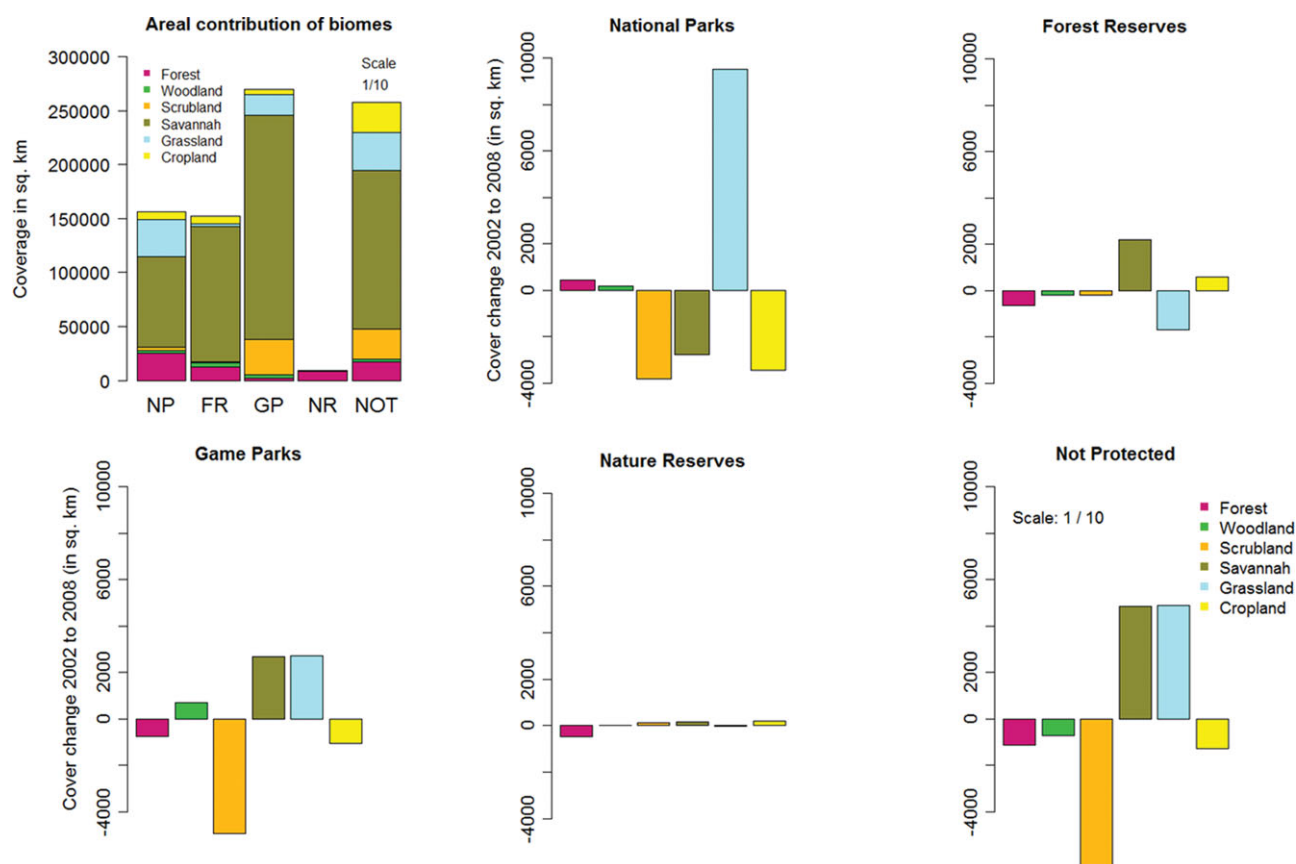 Areal contribution of biomes
Coverage in sq. km
300000
250000
200000
150000
100000
50000
0
Forest
Woodland
Scrubland
Savannah
Grassland
Cropland
Scale
1/10
NP FR GP NR NOT
National Parks
Cover change 2002 to 2008 (in sq. km)
10000
6000
2000
0
-4000
Forest Reserves
10000
6000
2000
0
-4000
Game Parks
Cover change 2002 to 2008 (in sq. km)
10000
6000
2000
0
-4000
Nature Reserves
10000
6000
2000
0
-4000
Not Protected
10000
6000
2000
0
-4000
Scale: 1 / 10
Forest
Woodland
Scrubland
Savannah
Grassland
Cropland